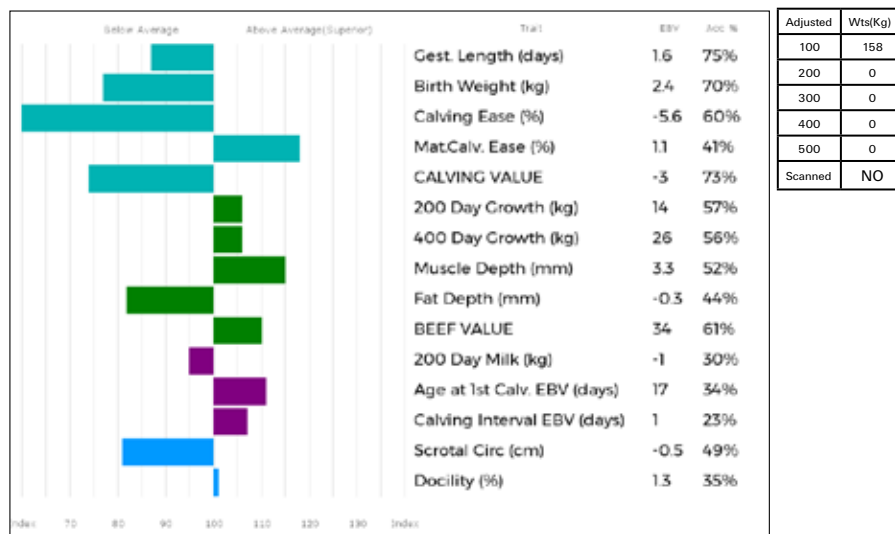 Below Average Above Average(Superior) Trait EBV Acc %
Gest. Length (days) 1.6 75%
Birth Weight (kg) 2.4 70%
Calving Ease (%) -5.6 60%
Mat.Calv. Ease (%) 1.1 41%
CALVING VALUE -3 73%
200 Day Growth (kg) 14 57%
400 Day Growth (kg) 26 56%
Muscle Depth (mm) 3.3 52%
Fat Depth (mm) -0.3 44%
BEEF VALUE 34 61%
200 Day Milk (kg) -1 30%
Age at 1st Calv. EBV (days) 17 34%
Calving Interval EBV (days) 1 23%
Scrotal Circ (cm) -0.5 49%
Docility (%) 1.3 35%
Index 70 80 90 100 110 120 130 Index
Adjusted Wts(Kg)
100 158
200 0
300 0
400 0
500 0
Scanned NO